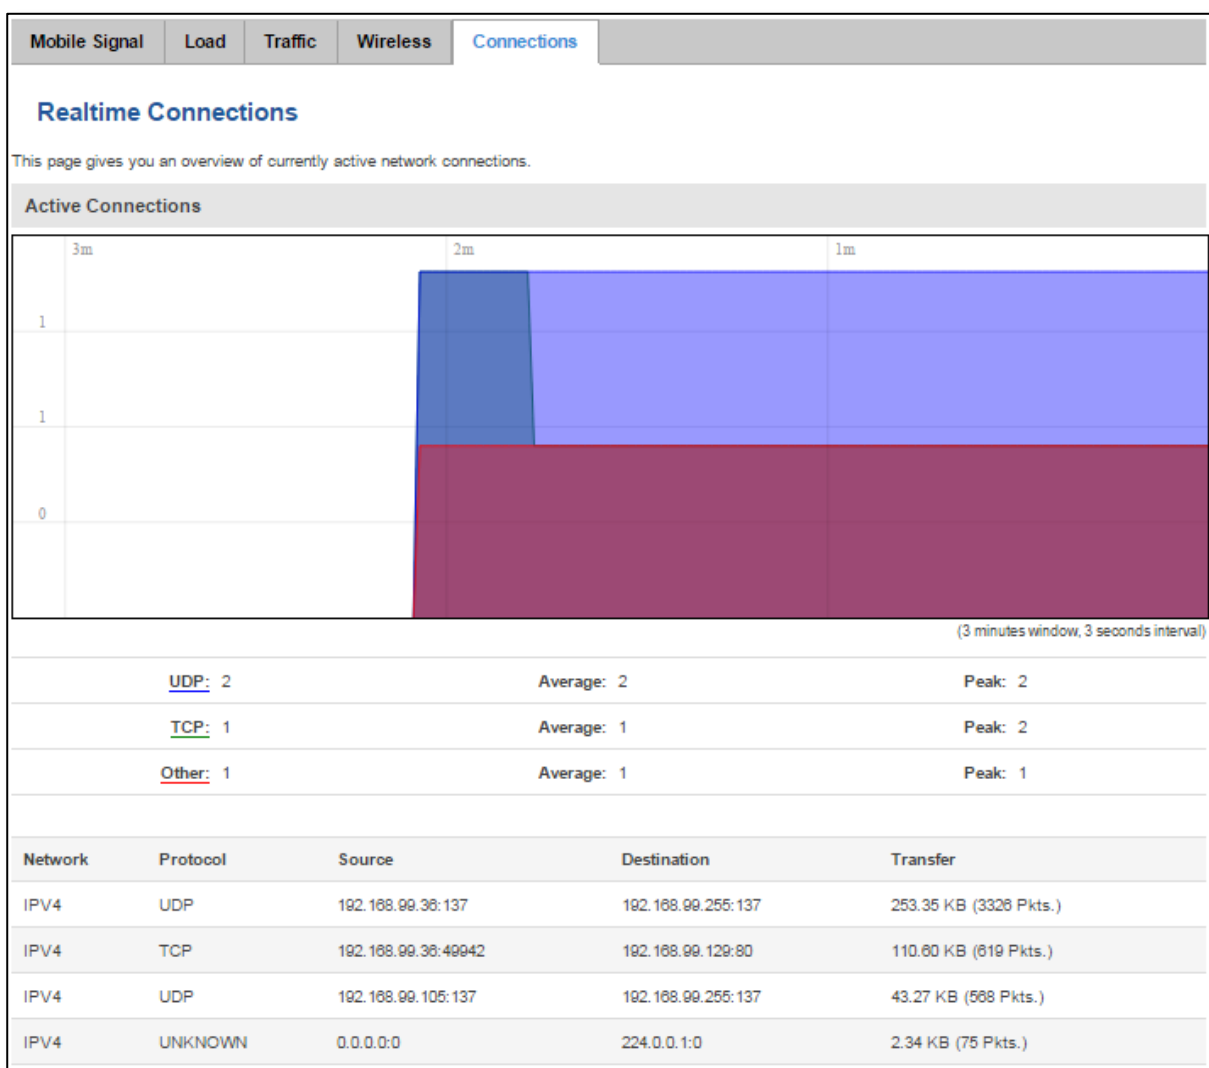 Mobile Signal Load Traffic Wireless Connections
Realtime Connections
This page gives you an overview of currently active network connections.
Active Connections
3m 2m 1m
1
1
0
(3 minutes window, 3 seconds interval)
UDP: 2 Average: 2 Peak: 2
TCP: 1 Average: 1 Peak: 2
Other: 1 Average: 1 Peak: 1
Network Protocol Source Destination Transfer
IPV4 UDP 192.168.99.36:137 192.168.99.255:137 253.35 KB (3326 Pkts.)
IPV4 TCP 192.168.99.36:49942 192.168.99.129:80 110.60 KB (619 Pkts.)
IPV4 UDP 192.168.99.105:137 192.168.99.255:137 43.27 KB (568 Pkts.)
IPV4 UNKNOWN 0.0.0.0:0 224.0.0.1:0 2.34 KB (75 Pkts.)